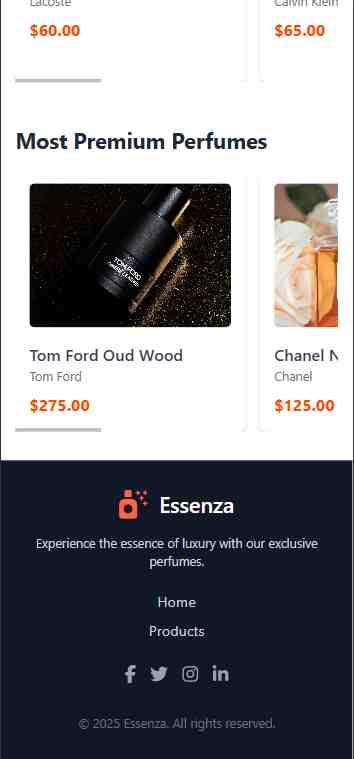 Lacoste
Calvin Klein
$60.00
$65.00
Most Premium Perfumes
TOM FORD
Tom Ford Oud Wood
Chanel N
Tom Ford
Chanel
$275.00
$125.00
Essenza
Experience the essence of luxury with our exclusive
perfumes.
Home
Products
© 2025 Essenza. All rights reserved.